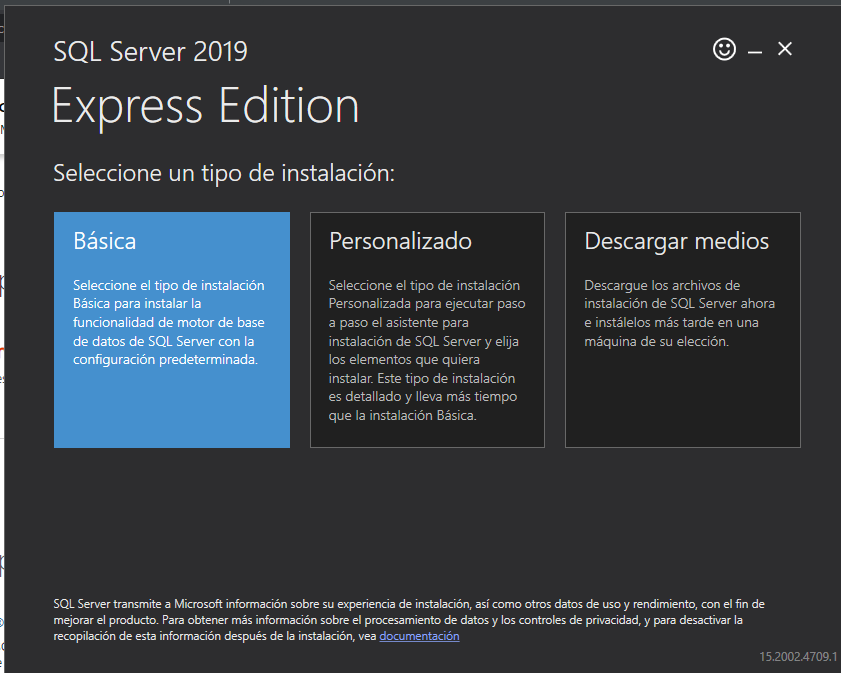 SQL Server 2019
Express Edition
Seleccione un tipo de instalación:
Básica
Seleccione el tipo de instalación
Básica para instalar la
funcionalidad de motor de base
de datos de SQL Server con la
configuración predeterminada.
Personalizado
Seleccione el tipo de instalación
Personalizada para ejecutar paso
a paso el asistente para
instalación de SQL Server y elija
los elementos que quiera
instalar. Este tipo de instalación
es detallado y lleva más tiempo
que la instalación Básica.
Descargar medios
Descargue los archivos de
instalación de SQL Server ahora
e instálelos más tarde en una
máquina de su elección.
SQL Server transmite a Microsoft información sobre su experiencia de instalación, así como otros datos de uso y rendimiento, con el fin de
mejorar el producto. Para obtener más información sobre el procesamiento de datos y los controles de privacidad, y para desactivar la
recopilación de esta información después de la instalación, vea documentación
15.2002.4709.1